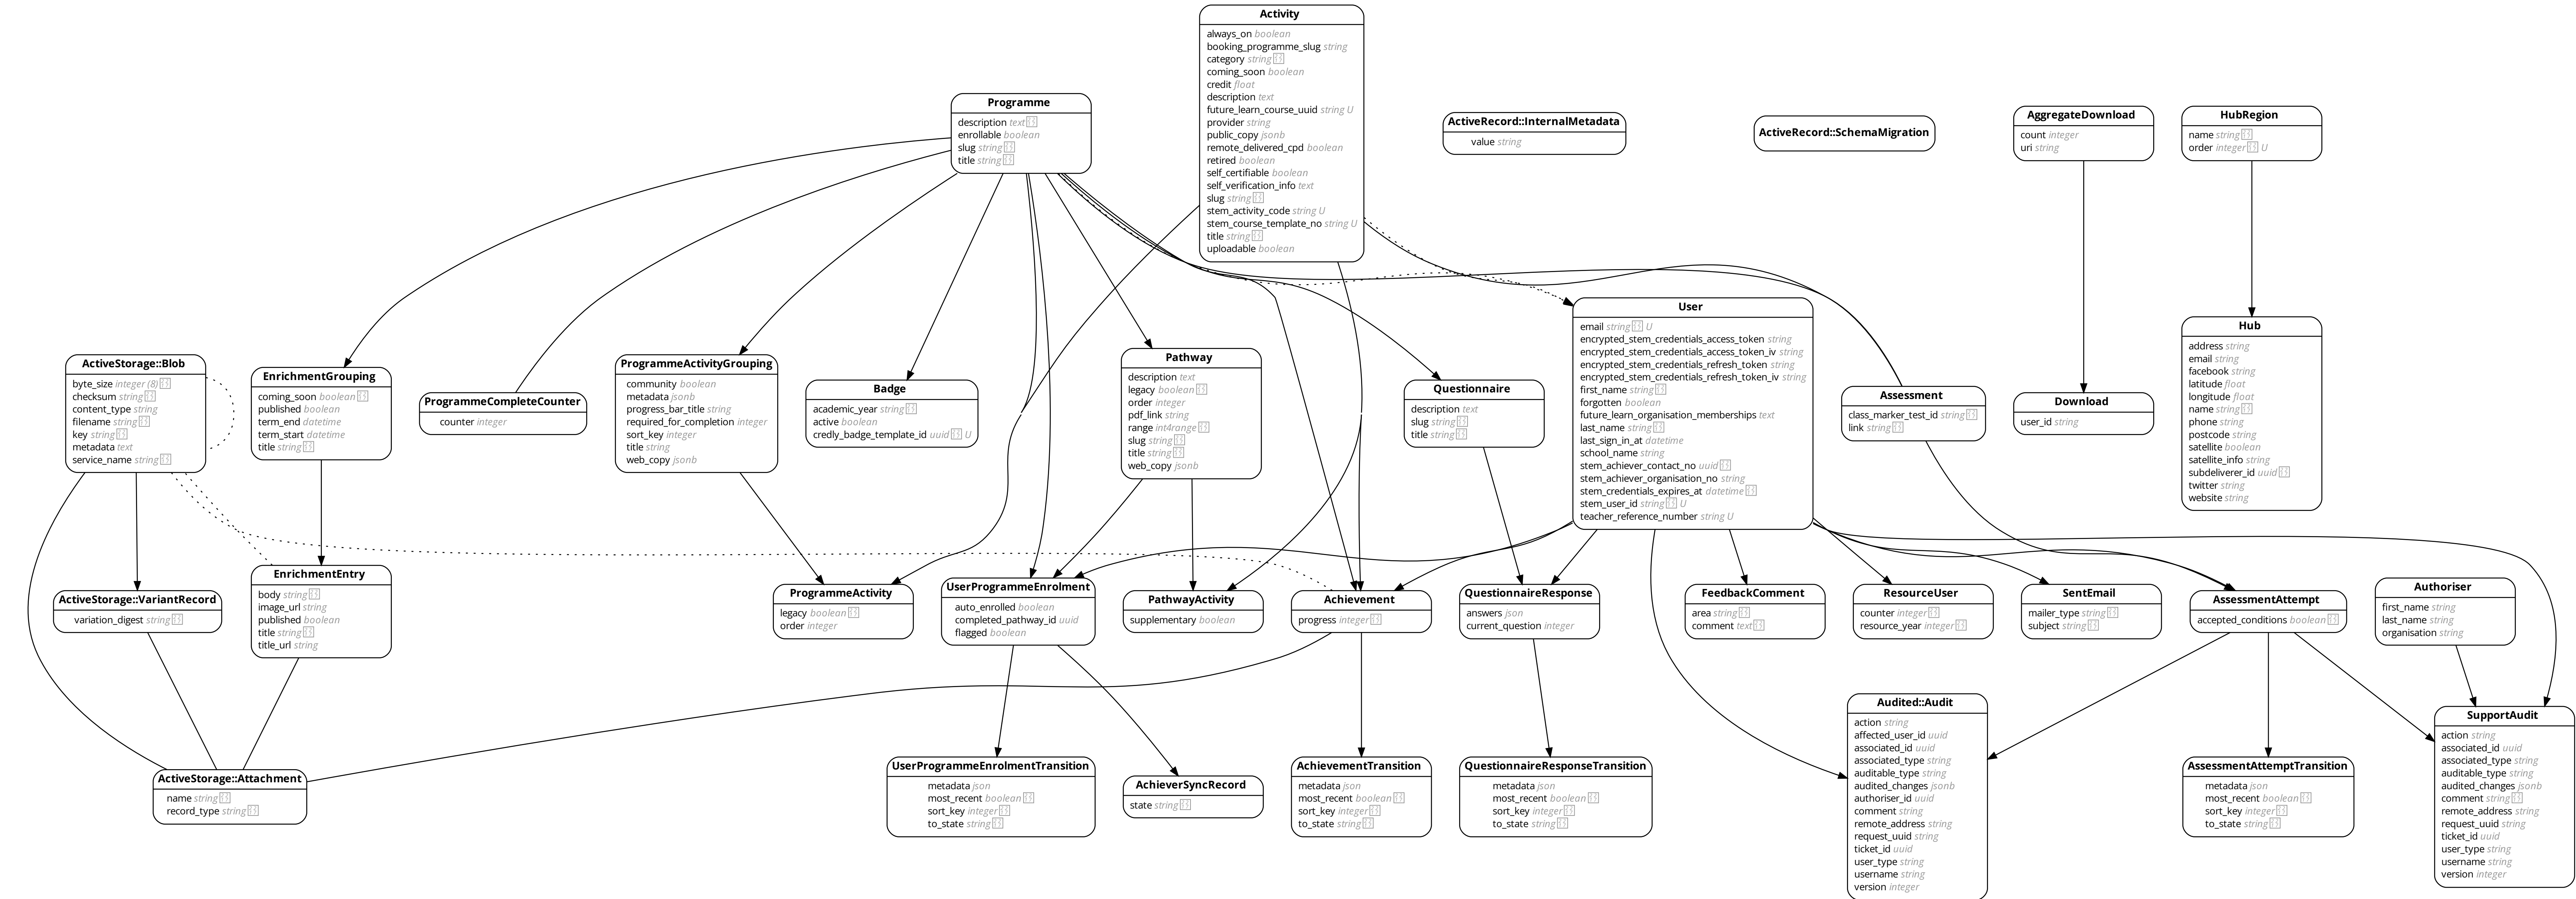 Activity
always_on boolean
booking_programme_slug string
category string
coming_soon boolean
credit float
description text
future_learn_course_uuid string U
provider string
public_copy jsonb
remote_delivered_cpd boolean
retired boolean
self_certifiable boolean
self_verification_info text
slug string
stem_activity_code string U
stem_course_template_no string U
title string
uploadable boolean
Programme
description text
enrollable boolean
slug string
title string
ActiveRecord::InternalMetadata
value string
ActiveRecord::SchemaMigration
AggregateDownload
count integer
uri string
HubRegion
name string
order integer U
ActiveStorage::Blob
byte_size integer (8)
checksum string
content_type string
filename string
key string
metadata text
service_name string
EnrichmentGrouping
coming_soon boolean
published boolean
term_end datetime
term_start datetime
title string
ProgrammeCompleteCounter
counter integer
ProgrammeActivityGrouping
community boolean
metadata jsonb
progress_bar_title string
required_for_completion integer
sort_key integer
title string
web_copy jsonb
Badge
academic_year string
active boolean
credly_badge_template_id uuid U
Pathway
description text
legacy boolean
order integer
pdf_link string
range int4range
slug string
title string
web_copy jsonb
Questionnaire
description text
slug string
title string
User
email string U
encrypted_stem_credentials_access_token string
encrypted_stem_credentials_access_token_iv string
encrypted_stem_credentials_refresh_token string
encrypted_stem_credentials_refresh_token_iv string
first_name string
forgotten boolean
future_learn_organisation_memberships text
last_name string
last_sign_in_at datetime
school_name string
stem_achiever_contact_no uuid
stem_achiever_organisation_no string
stem_credentials_expires_at datetime
stem_user_id string U
teacher_reference_number string U
Assessment
class_marker_test_id string
link string
Download
user_id string
Hub
address string
email string
facebook string
latitude float
longitude float
name string
phone string
postcode string
satellite boolean
satellite_info string
subdeliverer_id uuid
twitter string
website string
ActiveStorage::VariantRecord
variation_digest string
EnrichmentEntry
body string
image_url string
published boolean
title string
title_url string
ProgrammeActivity
legacy boolean
order integer
UserProgrammeEnrolment
auto_enrolled boolean
completed_pathway_id uuid
flagged boolean
PathwayActivity
supplementary boolean
Achievement
progress integer
QuestionnaireResponse
answers json
current_question integer
FeedbackComment
area string
comment text
ResourceUser
counter integer
resource_year integer
SentEmail
mailer_type string
subject string
AssessmentAttempt
accepted_conditions boolean
Authoriser
first_name string
last_name string
organisation string
ActiveStorage::Attachment
name string
record_type string
UserProgrammeEnrolmentTransition
metadata json
most_recent boolean
sort_key integer
to_state string
AchieverSyncRecord
state string
AchievementTransition
metadata json
most_recent boolean
sort_key integer
to_state string
QuestionnaireResponseTransition
metadata json
most_recent boolean
sort_key integer
to_state string
Audited::Audit
action string
affected_user_id uuid
associated_id uuid
associated_type string
auditable_type string
audited_changes jsonb
authoriser_id uuid
comment string
remote_address string
request_uuid string
ticket_id uuid
user_type string
username string
version integer
AssessmentAttemptTransition
metadata json
most_recent boolean
sort_key integer
to_state string
SupportAudit
action string
associated_id uuid
associated_type string
auditable_type string
audited_changes jsonb
comment string
remote_address string
request_uuid string
ticket_id uuid
user_type string
username string
version integer